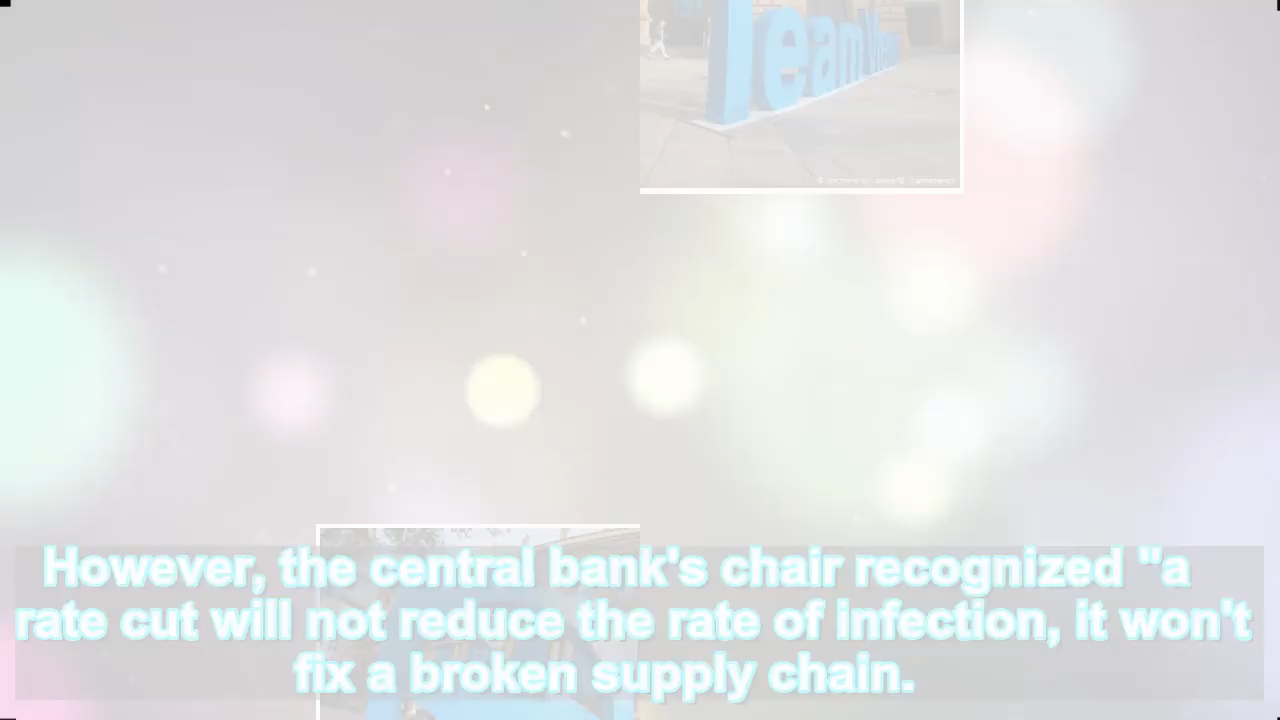 TeamViewer
However, the central bank's chair recognized "a
rate cut will not reduce the rate of infection, it won't
fix a broken supply chain.